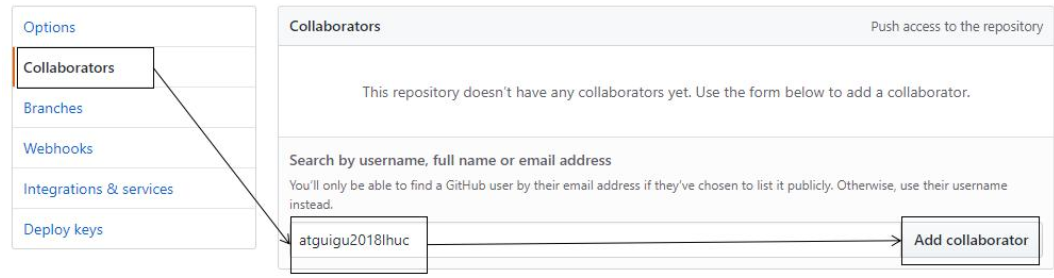 Options
Collaborators
Branches
Webhooks
Integrations & services
Deploy keys
Collaborators
Push access to the repository
This repository doesn't have any collaborators yet. Use the form below to add a collaborator.
Search by username, full name or email address
You'll only be able to find a GitHub user by their email address if they've chosen to list it publicly. Otherwise, use their username
instead.
atguigu2018lhuc
Add collaborator